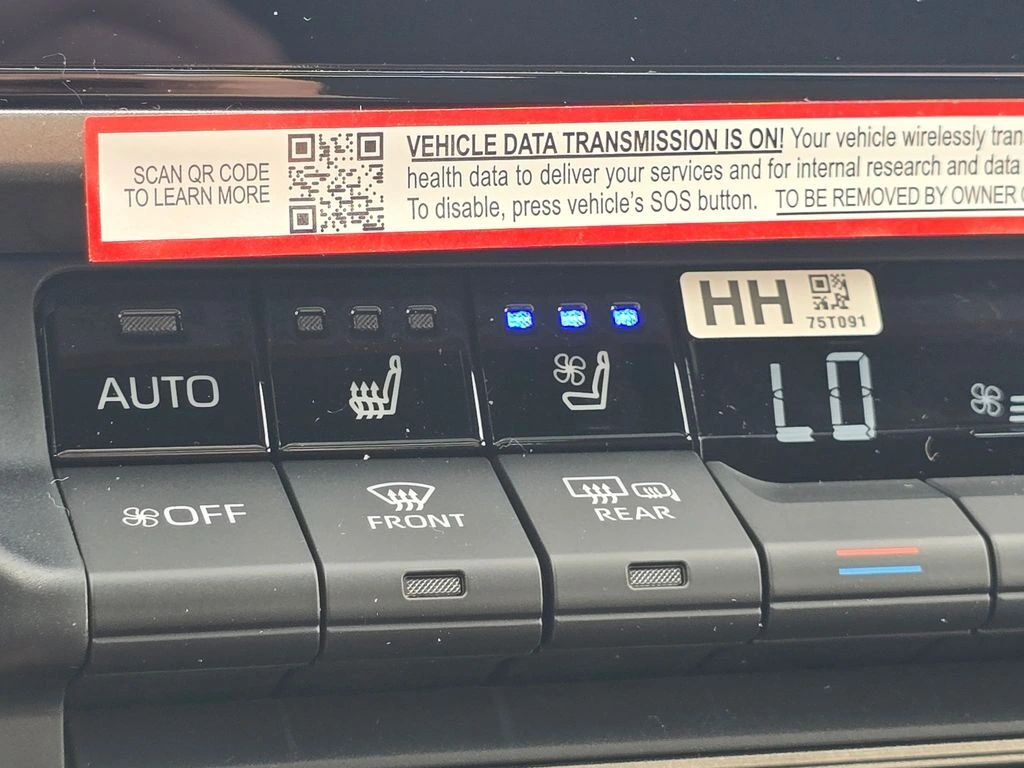 SCAN QR CODE
TO LEARN MORE
VEHICLE DATA TRANSMISSION IS ON! Your vehicle wirelessly
health data to deliver your services and for internal research and data
To disable, press vehicle's SOS button. TO BE REMOVED BY OWNER
HH
75T091
AUTO
LO
OFF
FRONT
REAR